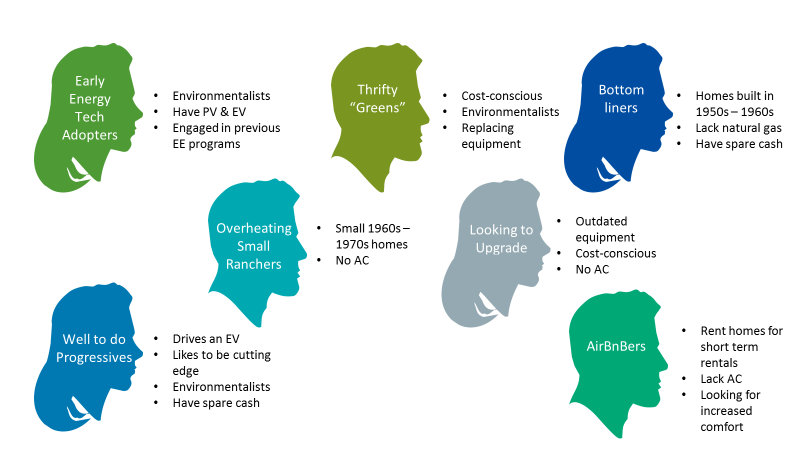 Early
Energy
Tech
Adopters
• Environmentalists
• Have PV & EV
• Engaged in previous
EE programs
Thrifty
“Greens”
• Cost-conscious
• Environmentalists
• Replacing
equipment
Bottom
liners
• Homes built in
1950s – 1960s
• Lack natural gas
• Have spare cash
Overheating
Small
Ranchers
• Small 1960s –
1970s homes
• No AC
Looking to
Upgrade
• Outdated
equipment
• Cost-conscious
• No AC
Well to do
Progressives
• Drives an EV
• Likes to be cutting
edge
• Environmentalists
• Have spare cash
AirBnBers
• Rent homes for
short term
rentals
• Lack AC
• Looking for
increased
comfort